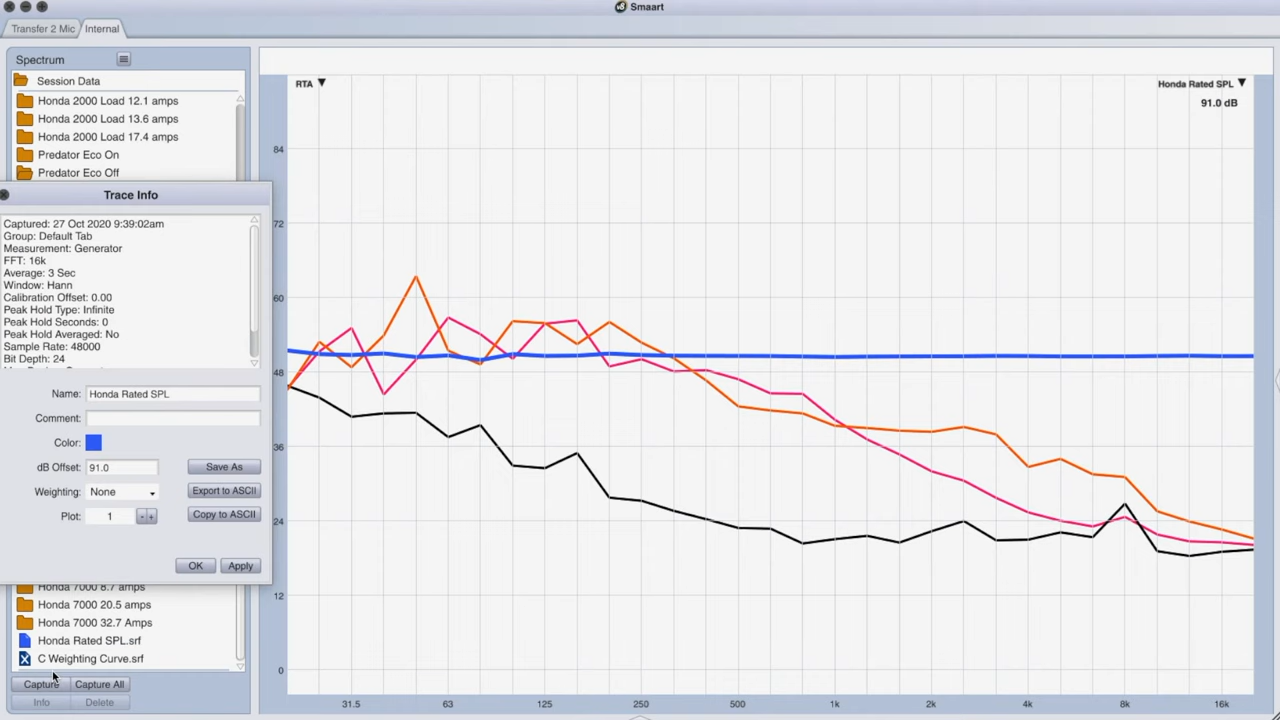 Smaart
Transfer 2 Mic
Internal
Spectrum
Session Data
Honda 2000 Load 12.1 amps
Honda 2000 Load 13.6 amps
Honda 2000 Load 17.4 amps
Predator Eco On
Predator Eco Off
Trace Info
Captured: 27 Oct 2020 9:39:02am
Group: Default Tab
Measurement: Generator
FFT: 16k
Average: 3 Sec
Window: Hann
Calibration Offset: 0.00
Peak Hold Type: Infinite
Peak Hold Seconds: 0
Peak Hold Averaged: No
Sample Rate: 48000
Bit Depth: 24
Name: Honda Rated SPL
Comment:
Color:
dB Offset: 91.0
Save As
Weighting: None
Export to ASCII
Plot: 1
- +
Copy to ASCII
OK
Apply
Honda 7000 8.7 amps
Honda 7000 20.5 amps
Honda 7000 32.7 Amps
Honda Rated SPL.srf
C Weighting Curve.srf
Capture
Capture All
Info
Delete
RTA
Honda Rated SPL
91.0 dB
84
72
60
48
36
24
12
0
31.5
63
125
250
500
1k
2k
4k
8k
16k